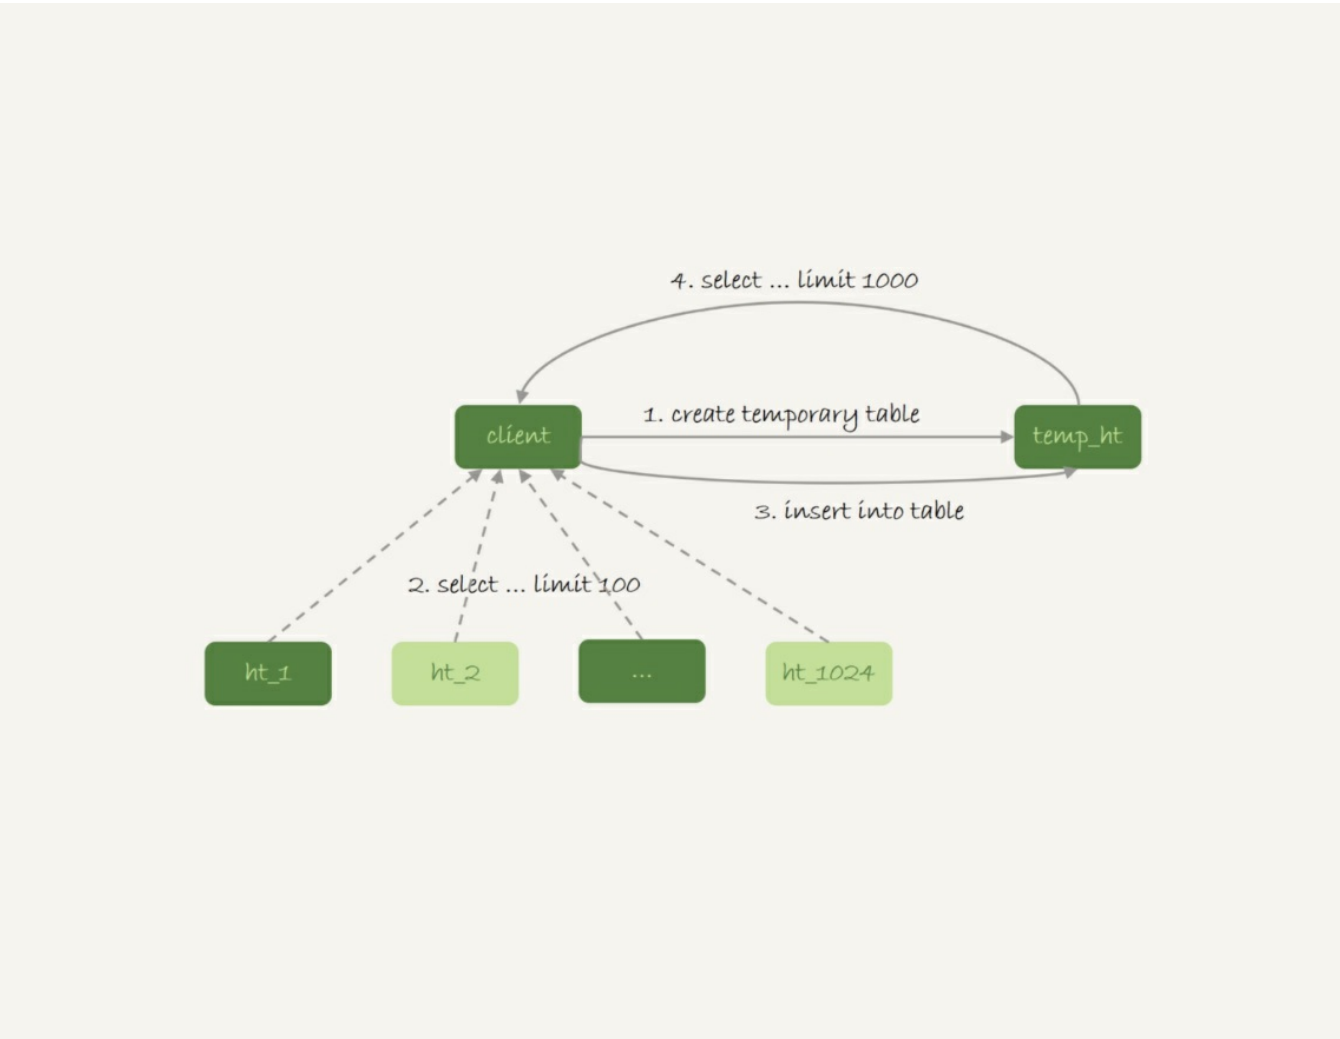 4. select ... limit 1000
client
1. create temporary table
temp_ht
3. insert into table
2. select ... limit 100
ht_1
ht_2
...
ht_1024